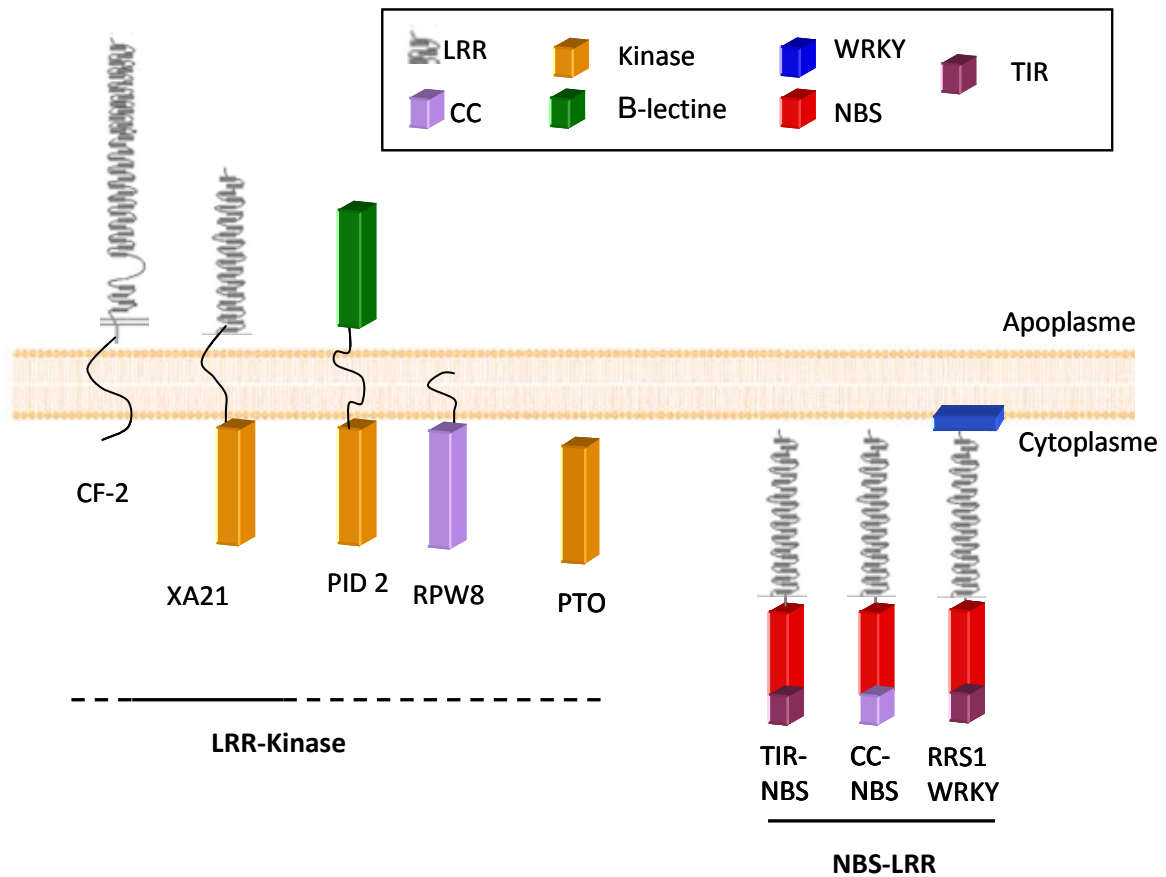 LRR
Kinase
WRKY
TIR
CC
B-lectine
NBS
Apoplasme
Cytoplasme
CF-2
XA21
PID 2
RPW8
PTO
LRR-Kinase
TIR-
NBS
CC-
NBS
RRS1
WRKY
NBS-LRR